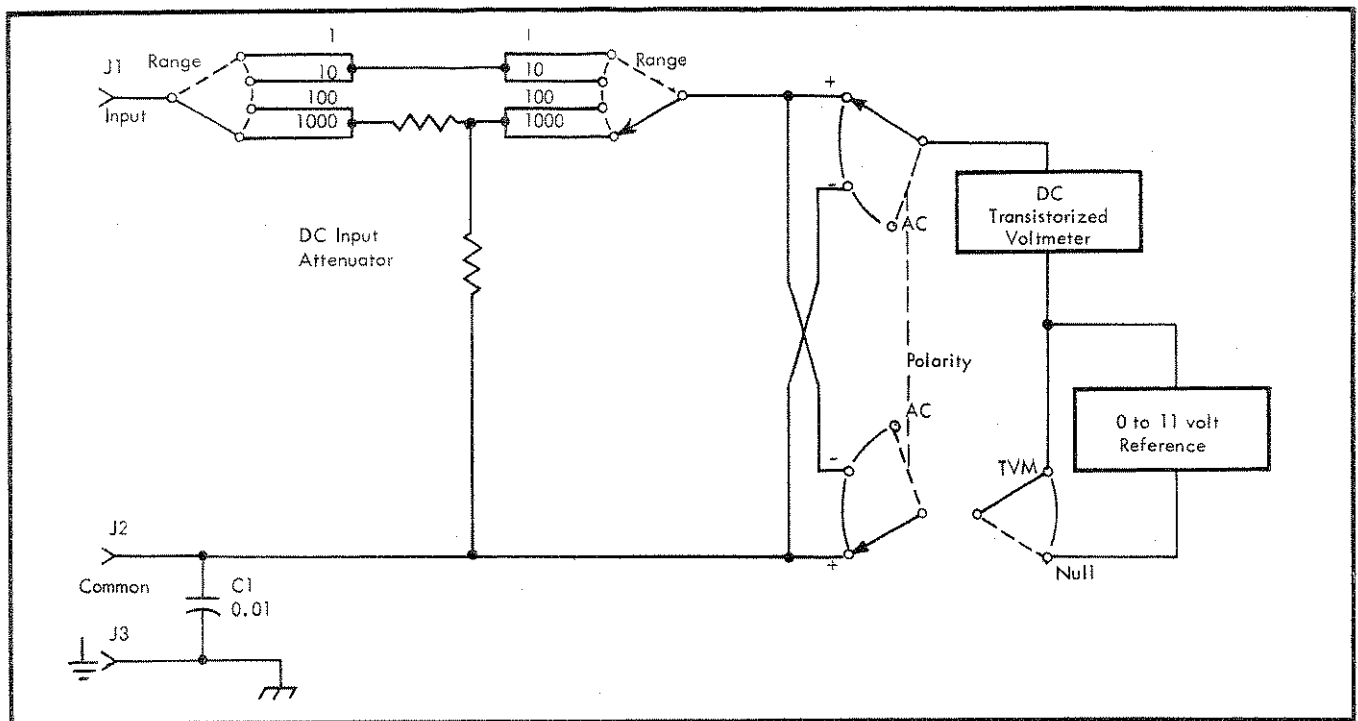 J1
Input
Range
1
10
100
1000
1
10
100
1000
Range
DC Input
Attenuator
+
-
AC
DC
Transistorized
Voltmeter
Polarity
AC
-
+
0 to 11 volt
Reference
TVM
Null
J2
Common
C1
0.01
J3